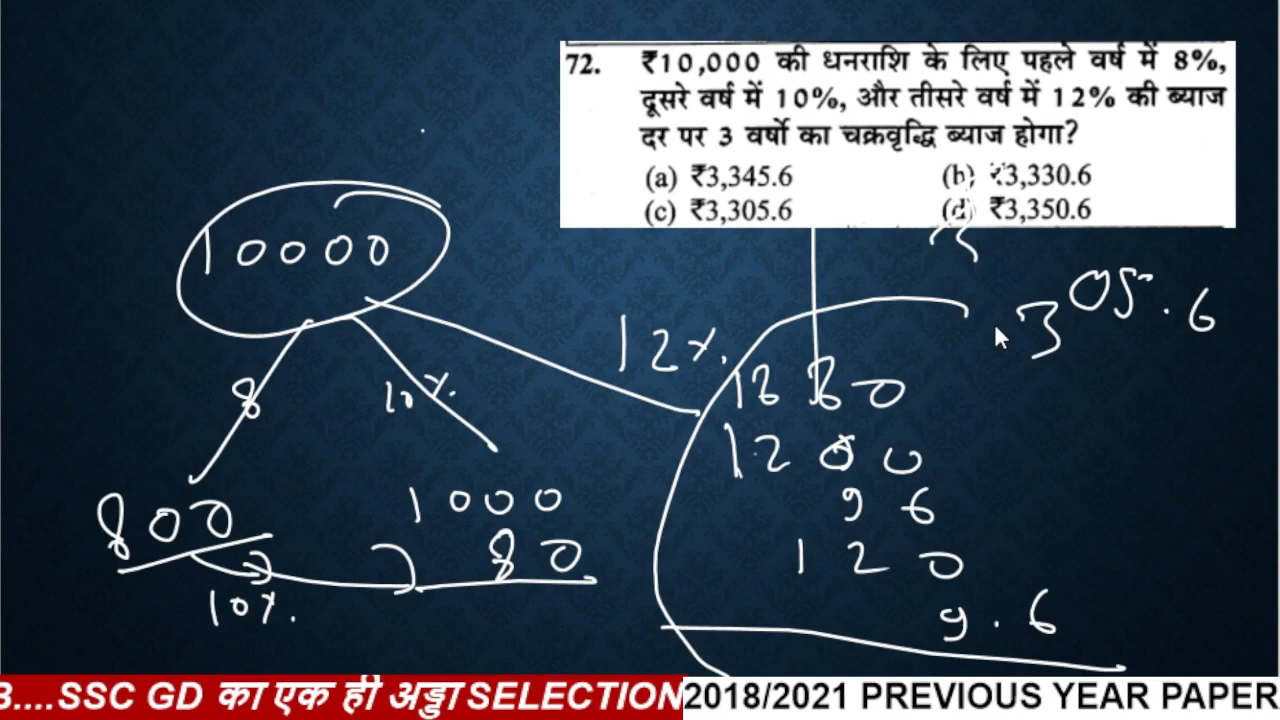 72. ₹10,000 की धनराशि के लिए पहले वर्ष में 8%,
दूसरे वर्ष में 10%, और तीसरे वर्ष में 12% की ब्याज
दर पर 3 वर्षो का चक्रवृद्धि ब्याज होगा?
(a) ₹3,345.6 (b) ₹3,330.6
(c) ₹3,305.6 (d) ₹3,350.6
10000
3305.6
12%.
8
10%.
1880
1200
96
120
9.6
800
1000
80
10%.
3....SSC GD का एक ही अड्डा SELECTION
2018/2021 PREVIOUS YEAR PAPER